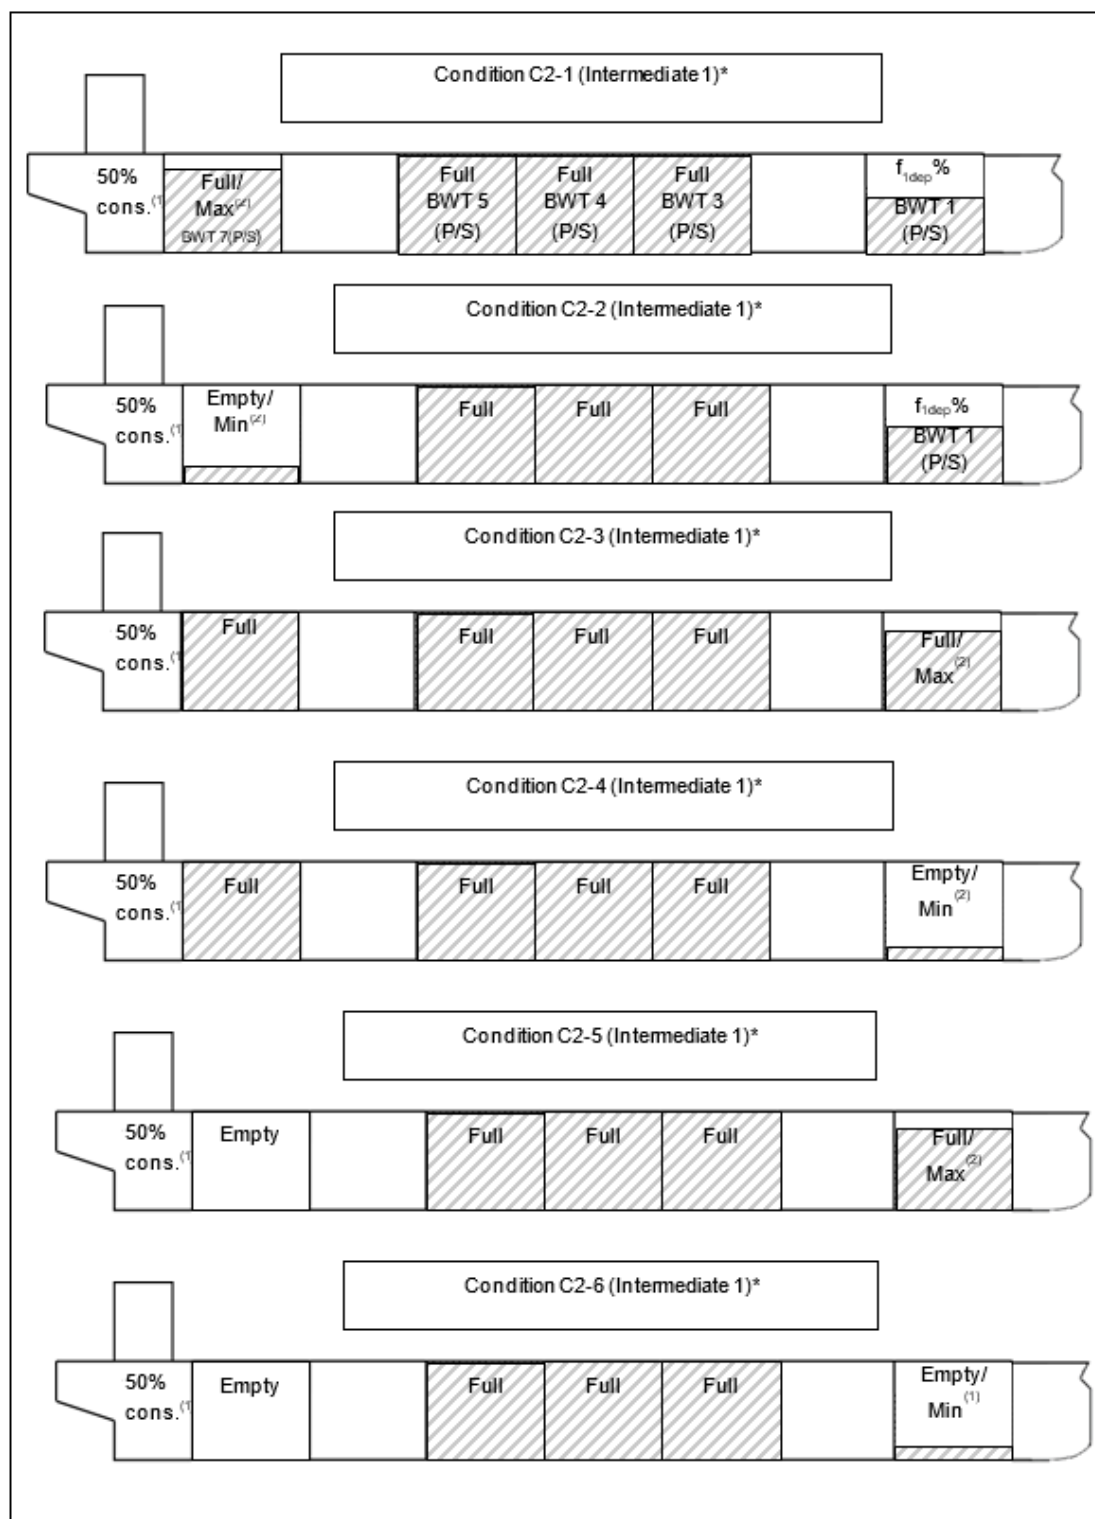 Condition C2-1 (Intermediate 1)*
50%
cons.(1
Full/
Max(2)
BWT 7(P/S)
Full
BWT 5
(P/S)
Full
BWT 4
(P/S)
Full
BWT 3
(P/S)
f1dep%
BWT 1
(P/S)
Condition C2-2 (Intermediate 1)*
50%
cons.(1
Empty/
Min(2)
Full
Full
Full
f1dep%
BWT 1
(P/S)
Condition C2-3 (Intermediate 1)*
50%
cons.(1
Full
Full
Full
Full
Full/
Max(2)
Condition C2-4 (Intermediate 1)*
50%
cons.(1
Full
Full
Full
Full
Empty/
Min(2)
Condition C2-5 (Intermediate 1)*
50%
cons.(1
Empty
Full
Full
Full
Full/
Max(2)
Condition C2-6 (Intermediate 1)*
50%
cons.(1
Empty
Full
Full
Full
Empty/
Min(1)